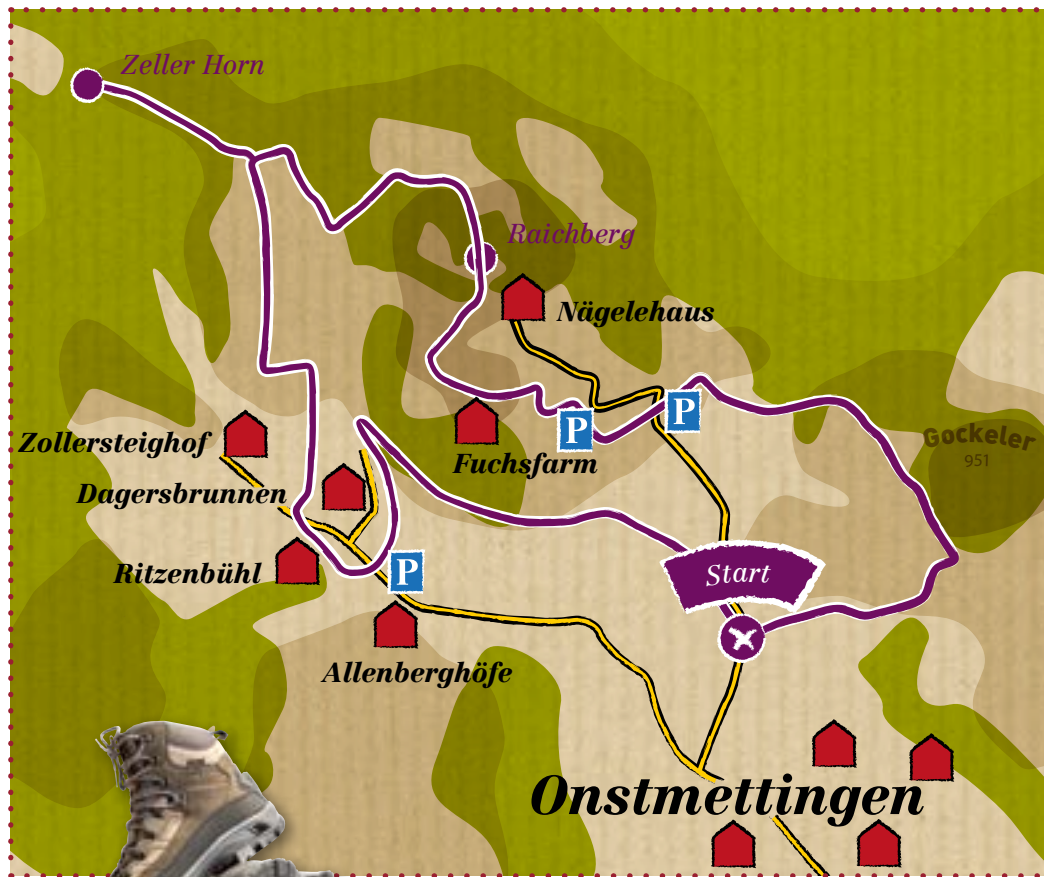 Zeller Horn
Raichberg
Nägelehaus
P
P
Gockeler
951
Zollersteighof
Fuchsfarm
Dagersbrunnen
Ritzenbühl
P
Start
Allenberghöfe
Onstmettingen